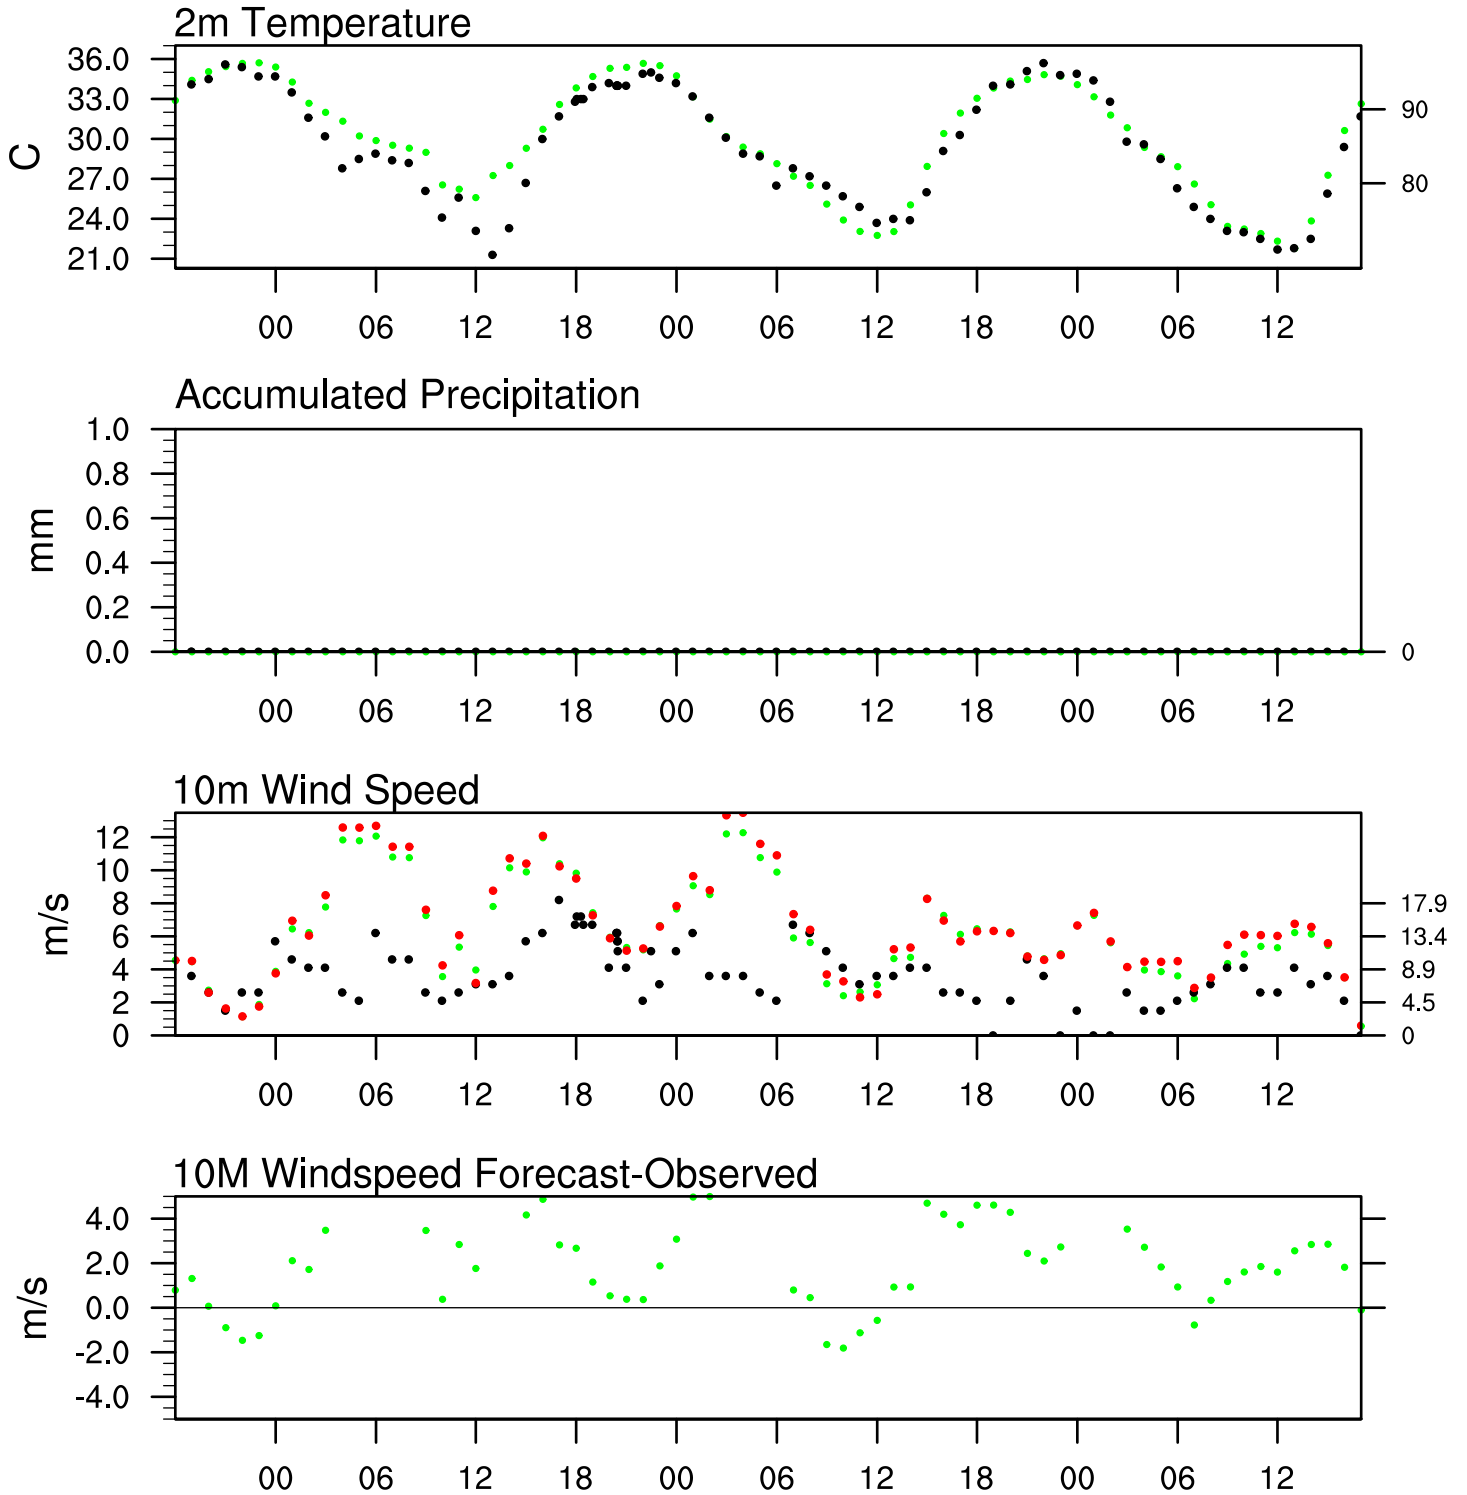 2m Temperature
36.0
33.0
30.0
27.0
24.0
21.0
C
90
80
00 06 12 18 00 06 12 18 00 06 12
Accumulated Precipitation
1.0
0.8
0.6
0.4
0.2
0.0
mm
0
00 06 12 18 00 06 12 18 00 06 12
10m Wind Speed
12
10
8
6
4
2
0
m/s
17.9
13.4
8.9
4.5
0
00 06 12 18 00 06 12 18 00 06 12
10M Windspeed Forecast-Observed
4.0
2.0
0.0
-2.0
-4.0
m/s
00 06 12 18 00 06 12 18 00 06 12